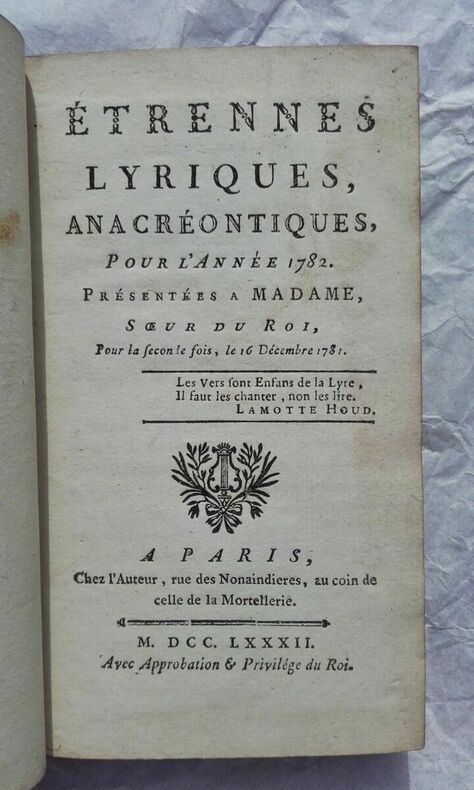 ÉTRENNES
LYRIQUES,
ANACRÉONTIQUES,
POUR L'ANNÉE 1782.
PRÉSENTÉES A MADAME,
SŒUR DU ROI,
Pour la ſeconde fois, le 16 Décembre 1781.
Les Vers ſont Enfans de la Lyre,
Il faut les chanter, non les lire.
LAMOTTE HOUD.
A PARIS,
Chez l'Auteur, rue des Nonaindieres, au coin de
celle de la Mortellerie.
M. DCC. LXXXII.
Avec Approbation & Privilége du Roi.